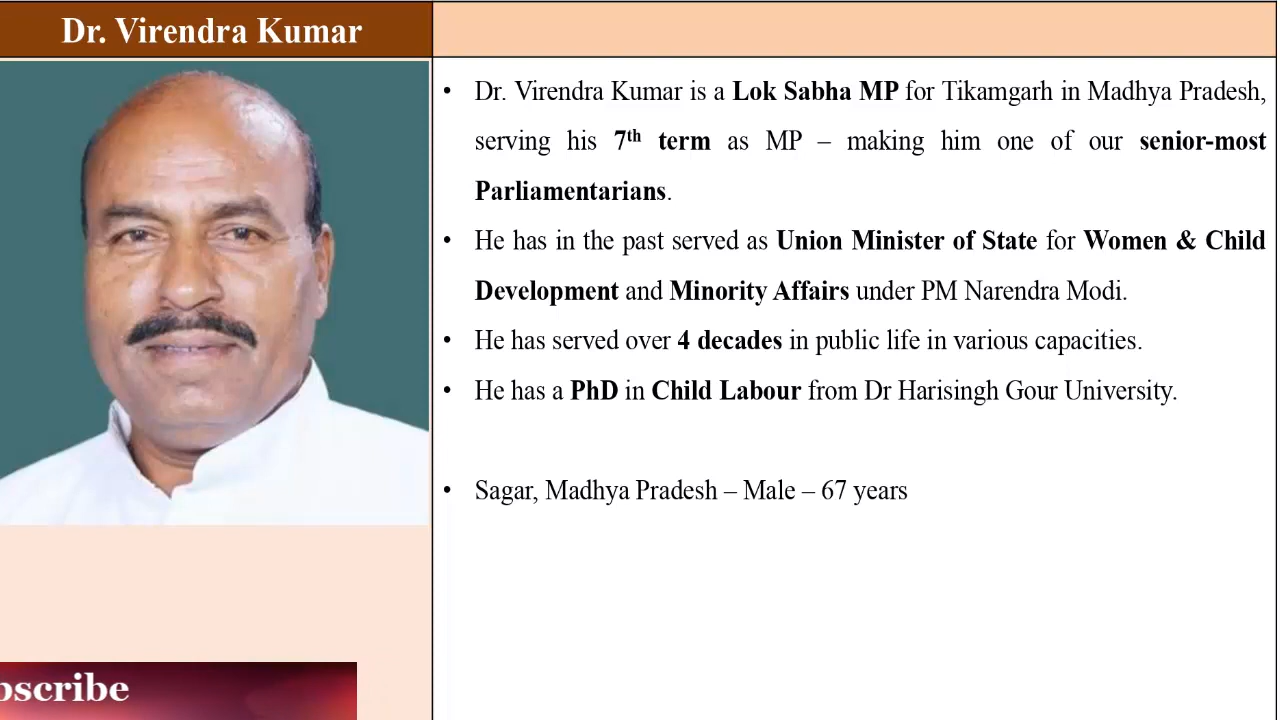 Dr. Virendra Kumar
• Dr. Virendra Kumar is a Lok Sabha MP for Tikamgarh in Madhya Pradesh,
serving his 7th term as MP – making him one of our senior-most
Parliamentarians.
• He has in the past served as Union Minister of State for Women & Child
Development and Minority Affairs under PM Narendra Modi.
• He has served over 4 decades in public life in various capacities.
• He has a PhD in Child Labour from Dr Harisingh Gour University.
• Sagar, Madhya Pradesh – Male – 67 years
bscribe